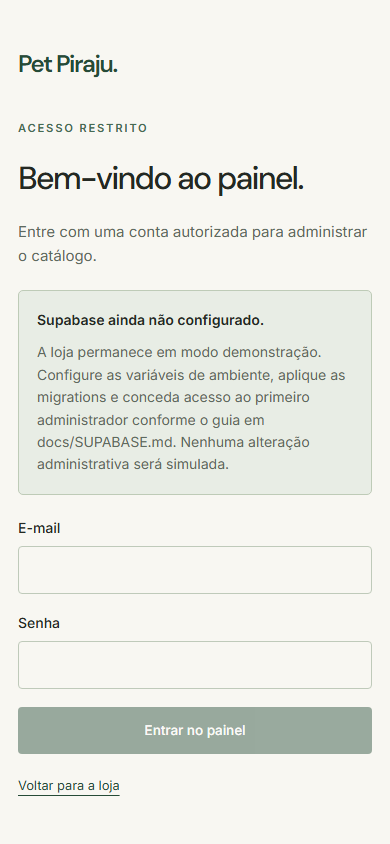 Pet Piraju.
ACESSO RESTRITO
Bem-vindo ao painel.
Entre com uma conta autorizada para administrar
o catálogo.
Supabase ainda não configurado.
A loja permanece em modo demonstração.
Configure as variáveis de ambiente, aplique as
migrations e conceda acesso ao primeiro
administrador conforme o guia em
docs/SUPABASE.md. Nenhuma alteração
administrativa será simulada.
E-mail
Senha
Entrar no painel
Voltar para a loja